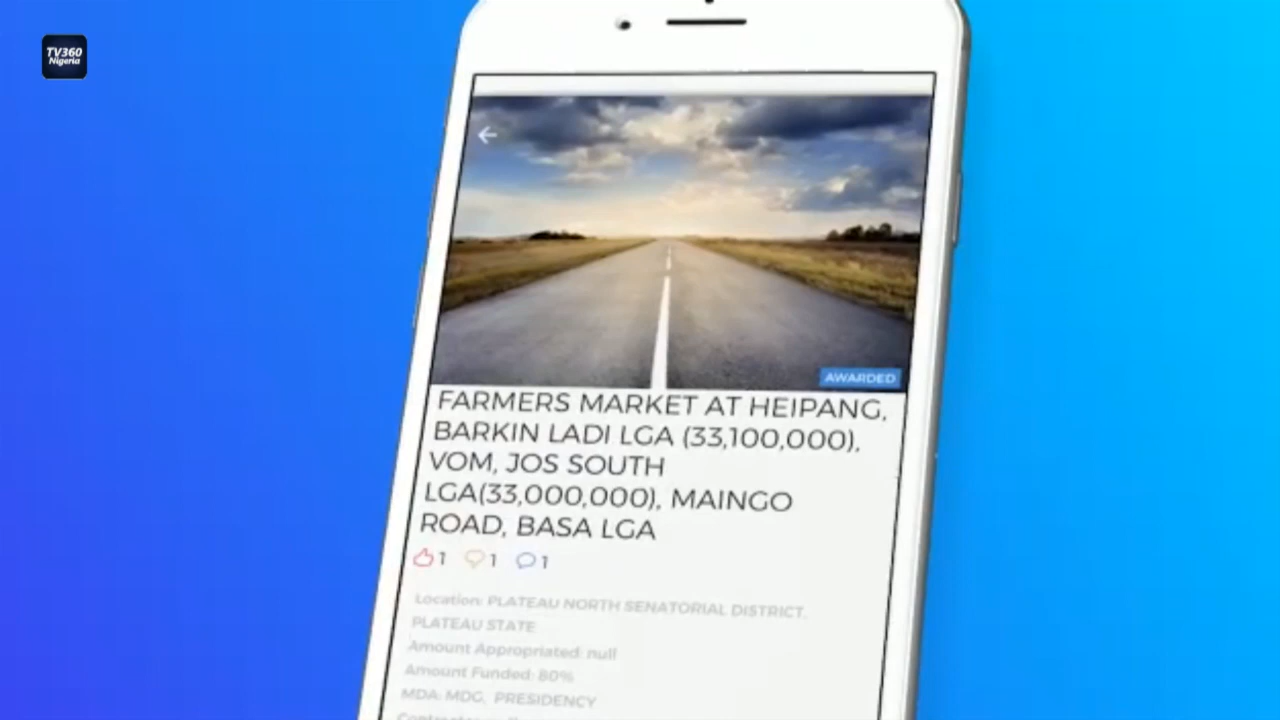 TV360
Nigeria
AWARDED
FARMERS MARKET AT HEIPANG,
BARKIN LADI LGA (33,100,000),
VOM, JOS SOUTH
LGA(33,000,000), MAINGO
ROAD, BASA LGA
1 1 1
Location: PLATEAU NORTH SENATORIAL DISTRICT,
PLATEAU STATE
Amount Appropriated: null
Amount Funded: 80%
MDA: MDG, PRESIDENCY